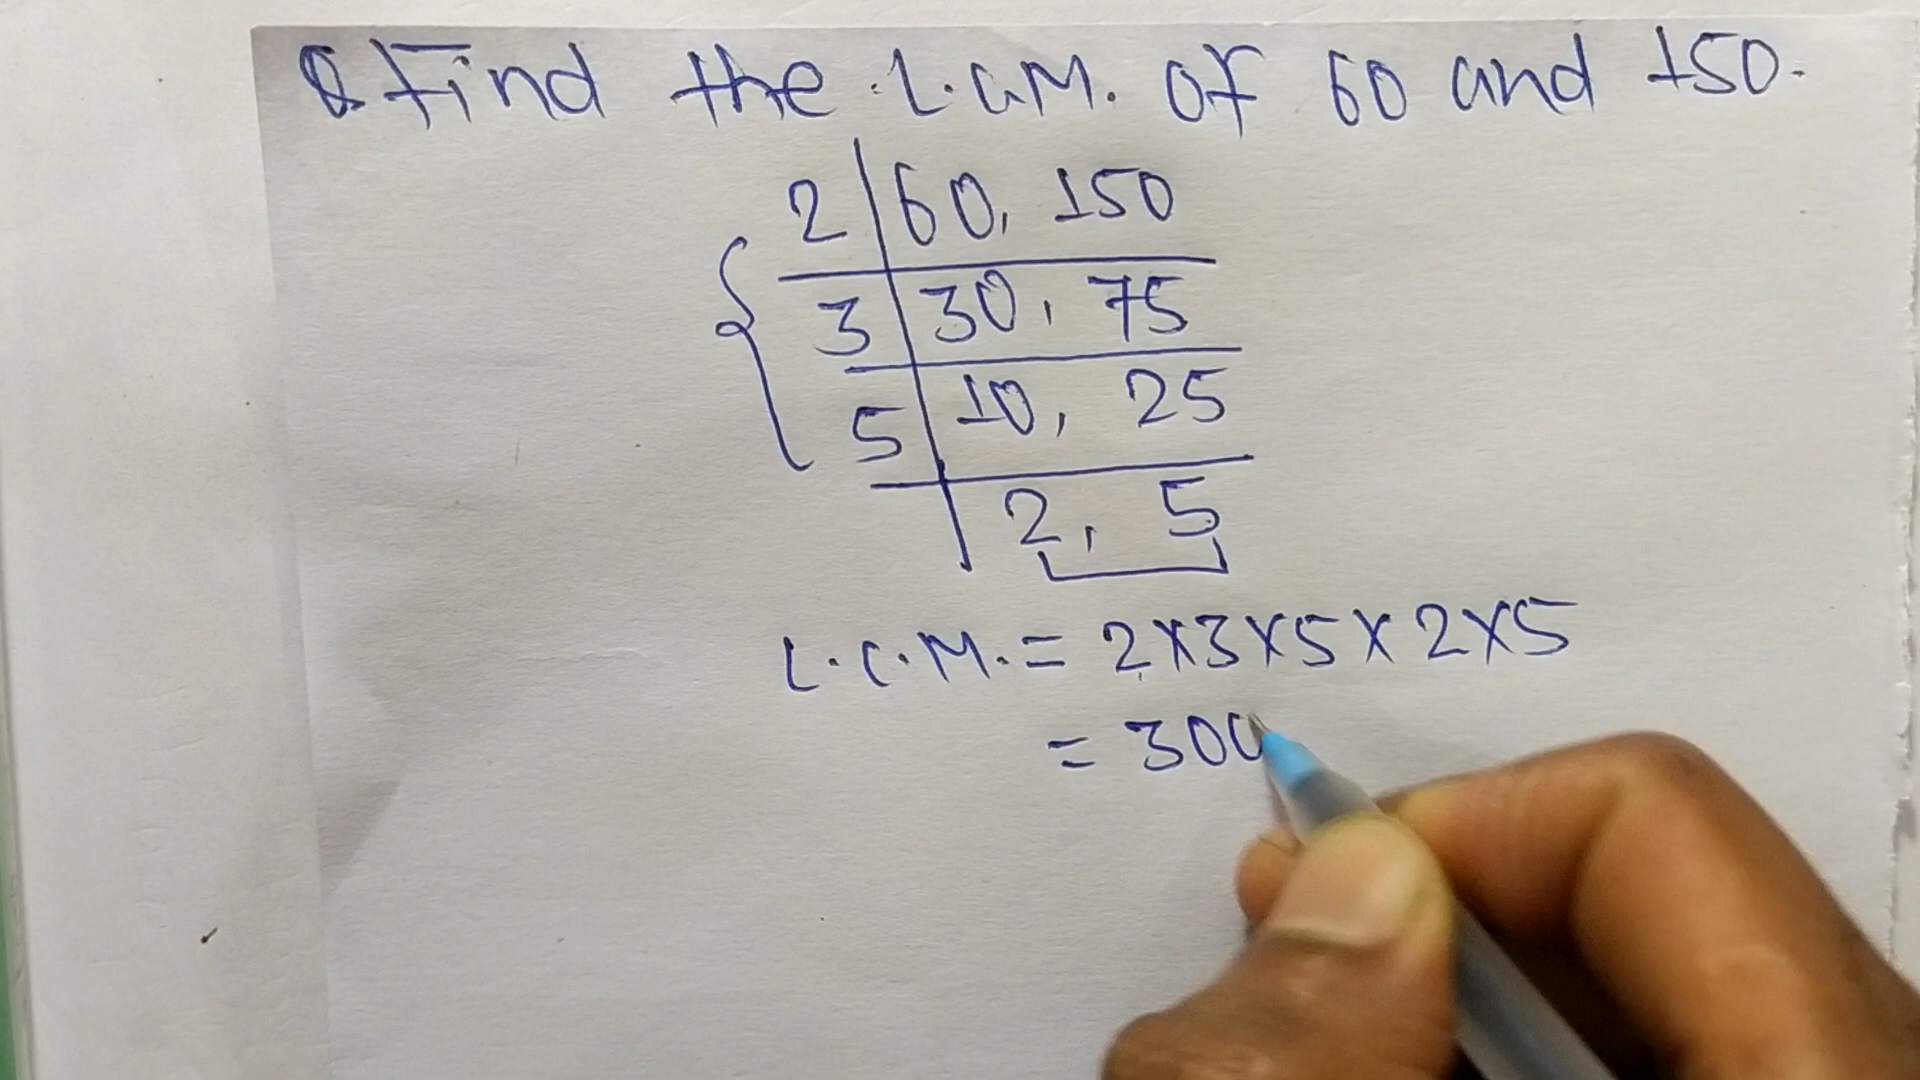 Q Find the L.C.M. of 60 and 150.
2 | 60, 150
3 | 30, 75
5 | 10, 25
2, 5
L.C.M. = 2×3×5×2×5
= 300